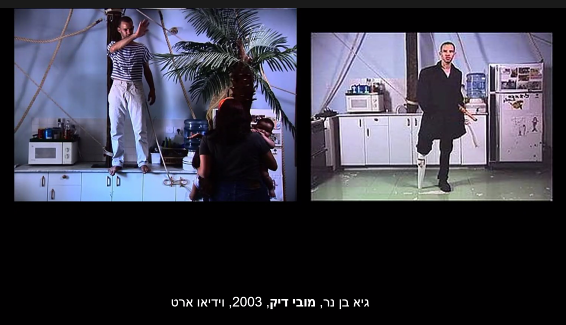 גיא בן נר, מובי דיק, 2003, וידיאו ארט